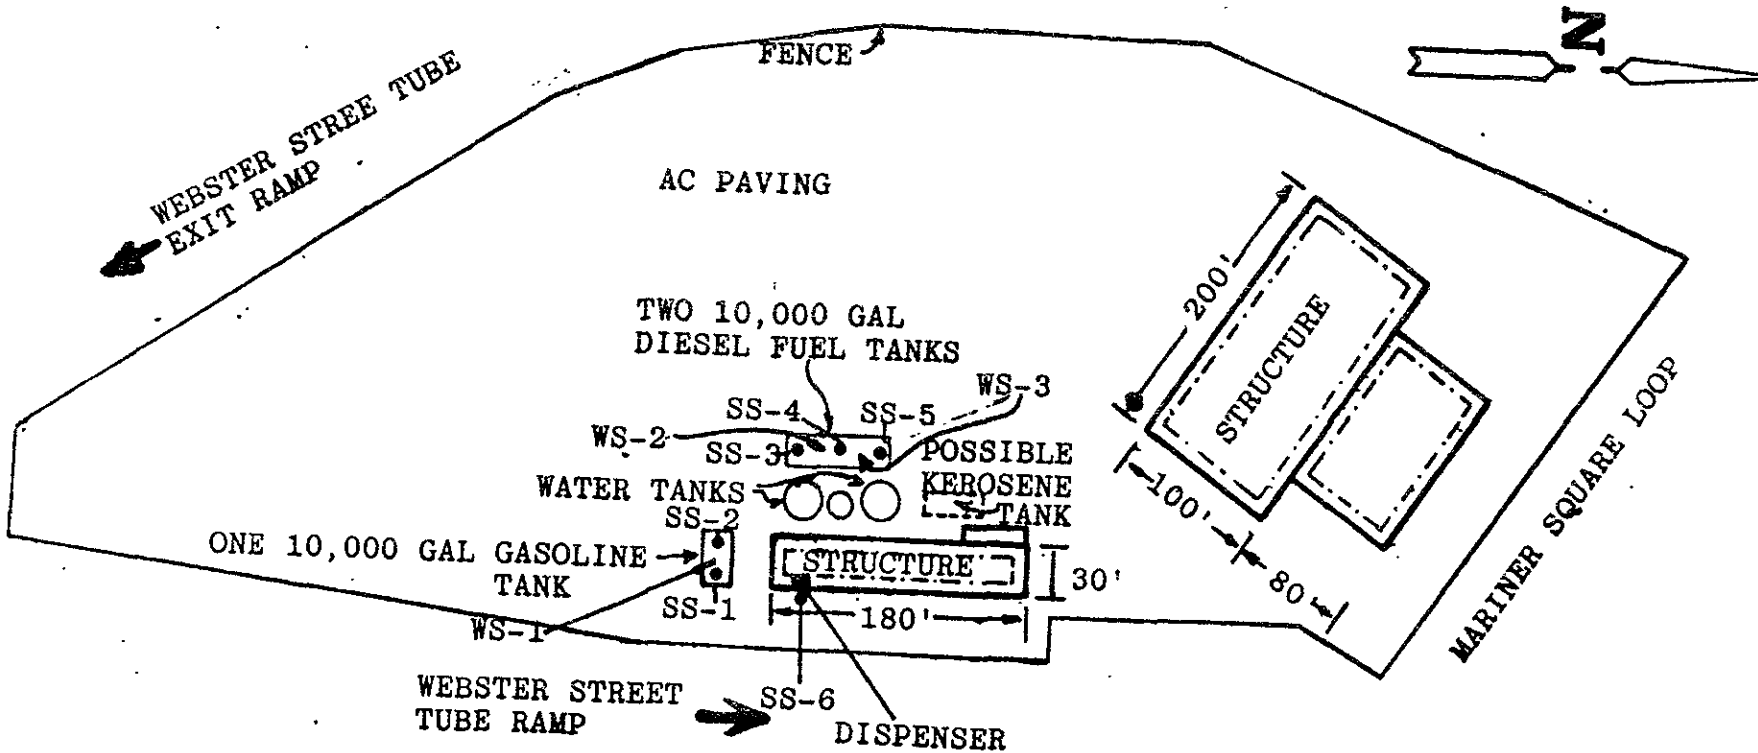 N
FENCE
WEBSTER STREE TUBE
EXIT RAMP
AC PAVING
200'
TWO 10,000 GAL
DIESEL FUEL TANKS
STRUCTURE
WS-3
SS-4
SS-5
WS-2
SS-3
POSSIBLE
KEROSENE
TANK
WATER TANKS
SS-2
100'
MARINER SQUARE LOOP
ONE 10,000 GAL GASOLINE
TANK
STRUCTURE
30'
80'
SS-1
180'
WS-1
WEBSTER STREET
TUBE RAMP
SS-6
DISPENSER